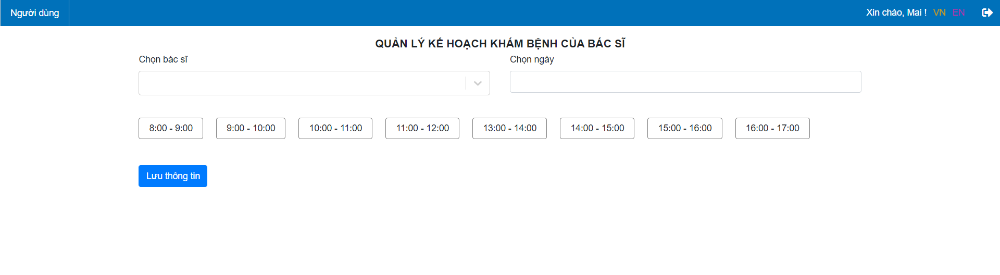 Người dùng Xin chào, Mai ! VN EN
QUẢN LÝ KẾ HOẠCH KHÁM BỆNH CỦA BÁC SĨ
Chọn bác sĩ Chọn ngày
8:00 - 9:00 9:00 - 10:00 10:00 - 11:00 11:00 - 12:00 13:00 - 14:00 14:00 - 15:00 15:00 - 16:00 16:00 - 17:00
Lưu thông tin